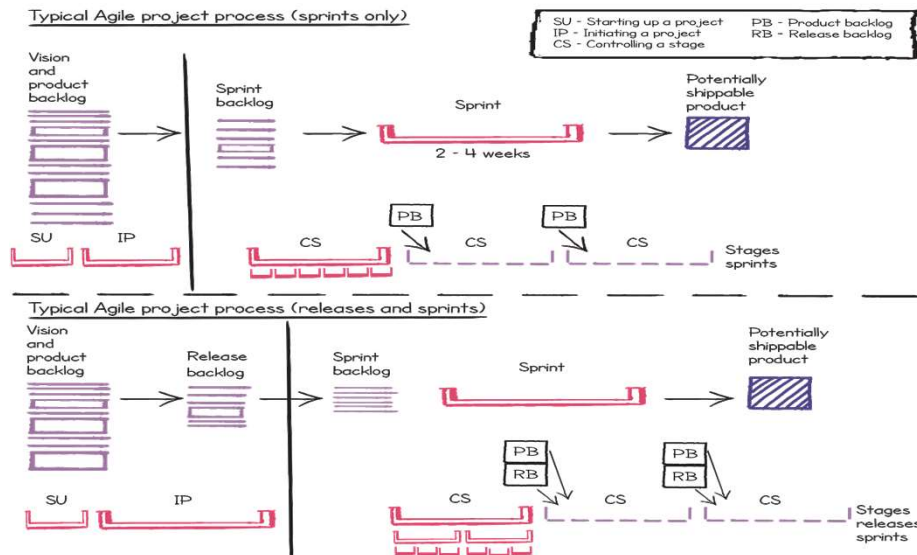 Typical Agile project process (sprints only)
SU - Starting up a project
PB - Product backlog
IP - Initiating a project
RB - Release backlog
CS - Controlling a stage
Vision
and
product
backlog
Sprint
backlog
Sprint
2 - 4 weeks
Potentially
shippable
product
SU
IP
CS
PB
CS
PB
CS
Stages
sprints
Typical Agile project process (releases and sprints)
Vision
and
product
backlog
Release
backlog
Sprint
backlog
Sprint
Potentially
shippable
product
SU
IP
CS
PB
RB
CS
PB
RB
CS
Stages
releases
sprints